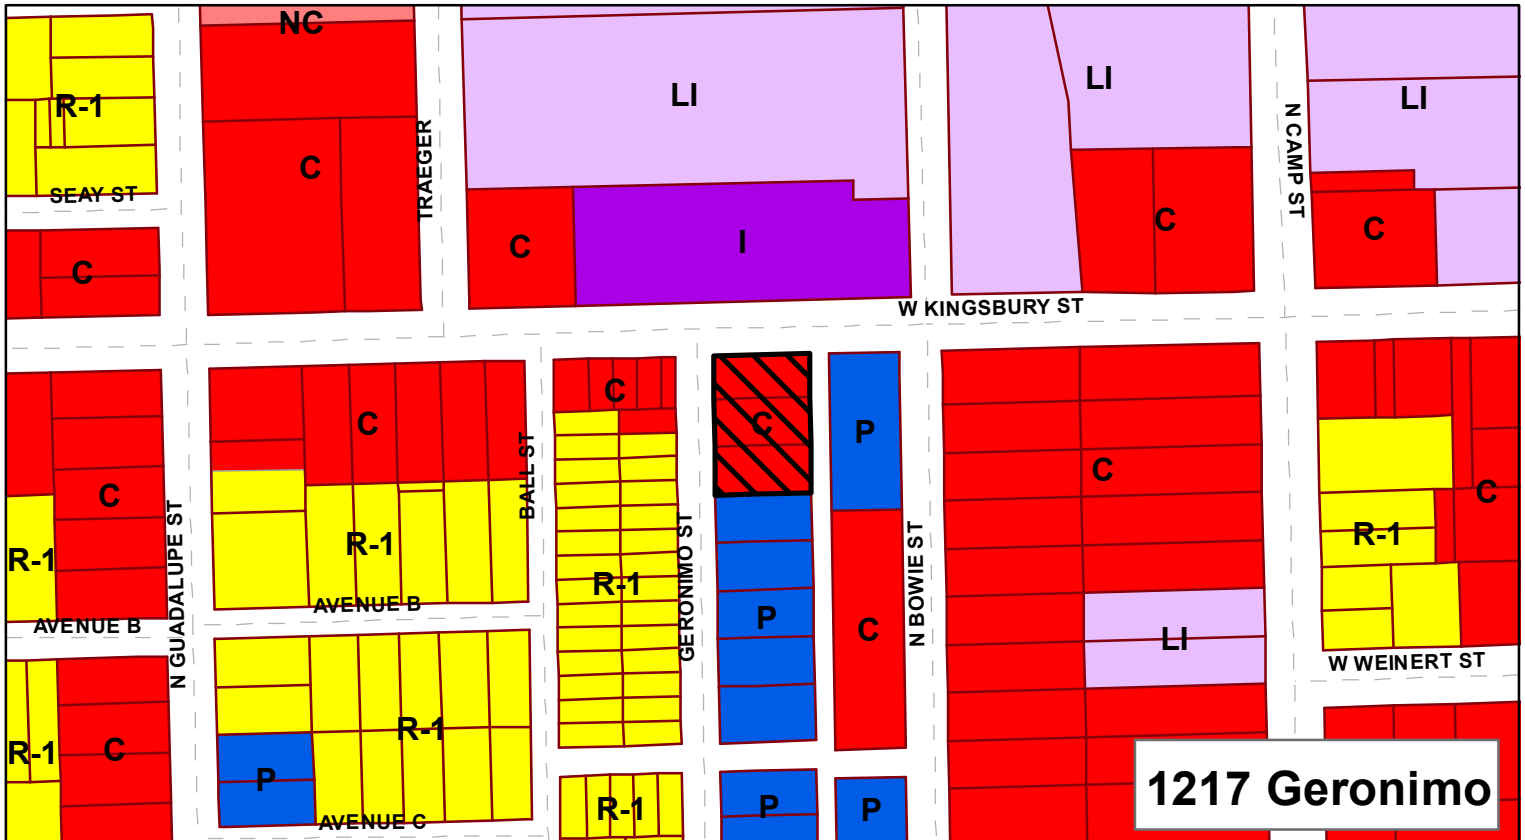 NC
LI
LI
LI
R-1
C
TRAEGER
N CAMP ST
SEAY ST
C
C
I
C
C
W KINGSBURY ST
C
C
C
P
C
BALL ST
C
C
C
R-1
R-1
R-1
R-1
N GUADALUPE ST
GERONIMO ST
N BOWIE ST
AVENUE B
AVENUE B
P
C
LI
W WEINERT ST
R-1
C
R-1
P
AVENUE C
R-1
P
P
1217 Geronimo